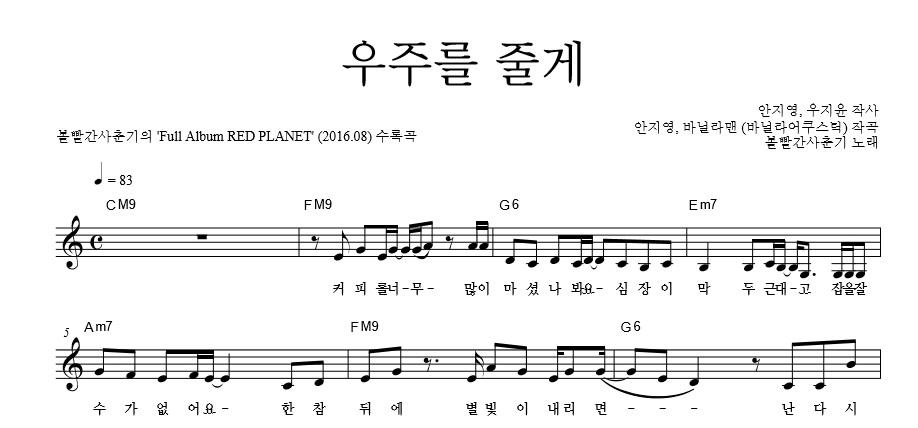 우주를 줄게
안지영, 우지윤 작사
볼빨간사춘기의 'Full Album RED PLANET' (2016.08) 수록곡
안지영, 바닐라맨 (바닐라어쿠스틱) 작곡
볼빨간사춘기 노래
= 83
CM9 FM9 G6 Em7
커 피 를너-무- 많이 마 셨 나 봐요- 심 장 이 막 두 근대-고 잠을잘
5 Am7 FM9 G6
수 가 없 어요- 한 참 뒤 에 별 빛 이 내 리 면 - - - 난 다 시